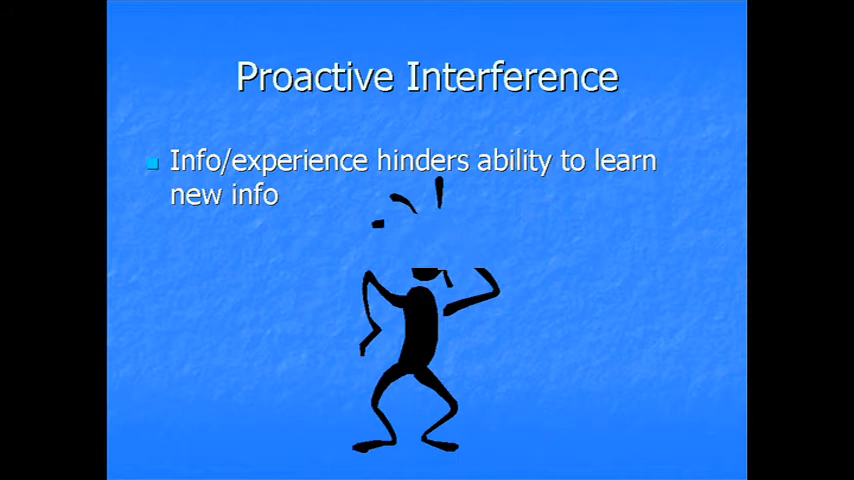 Proactive Interference
Info/experience hinders ability to learn
new info